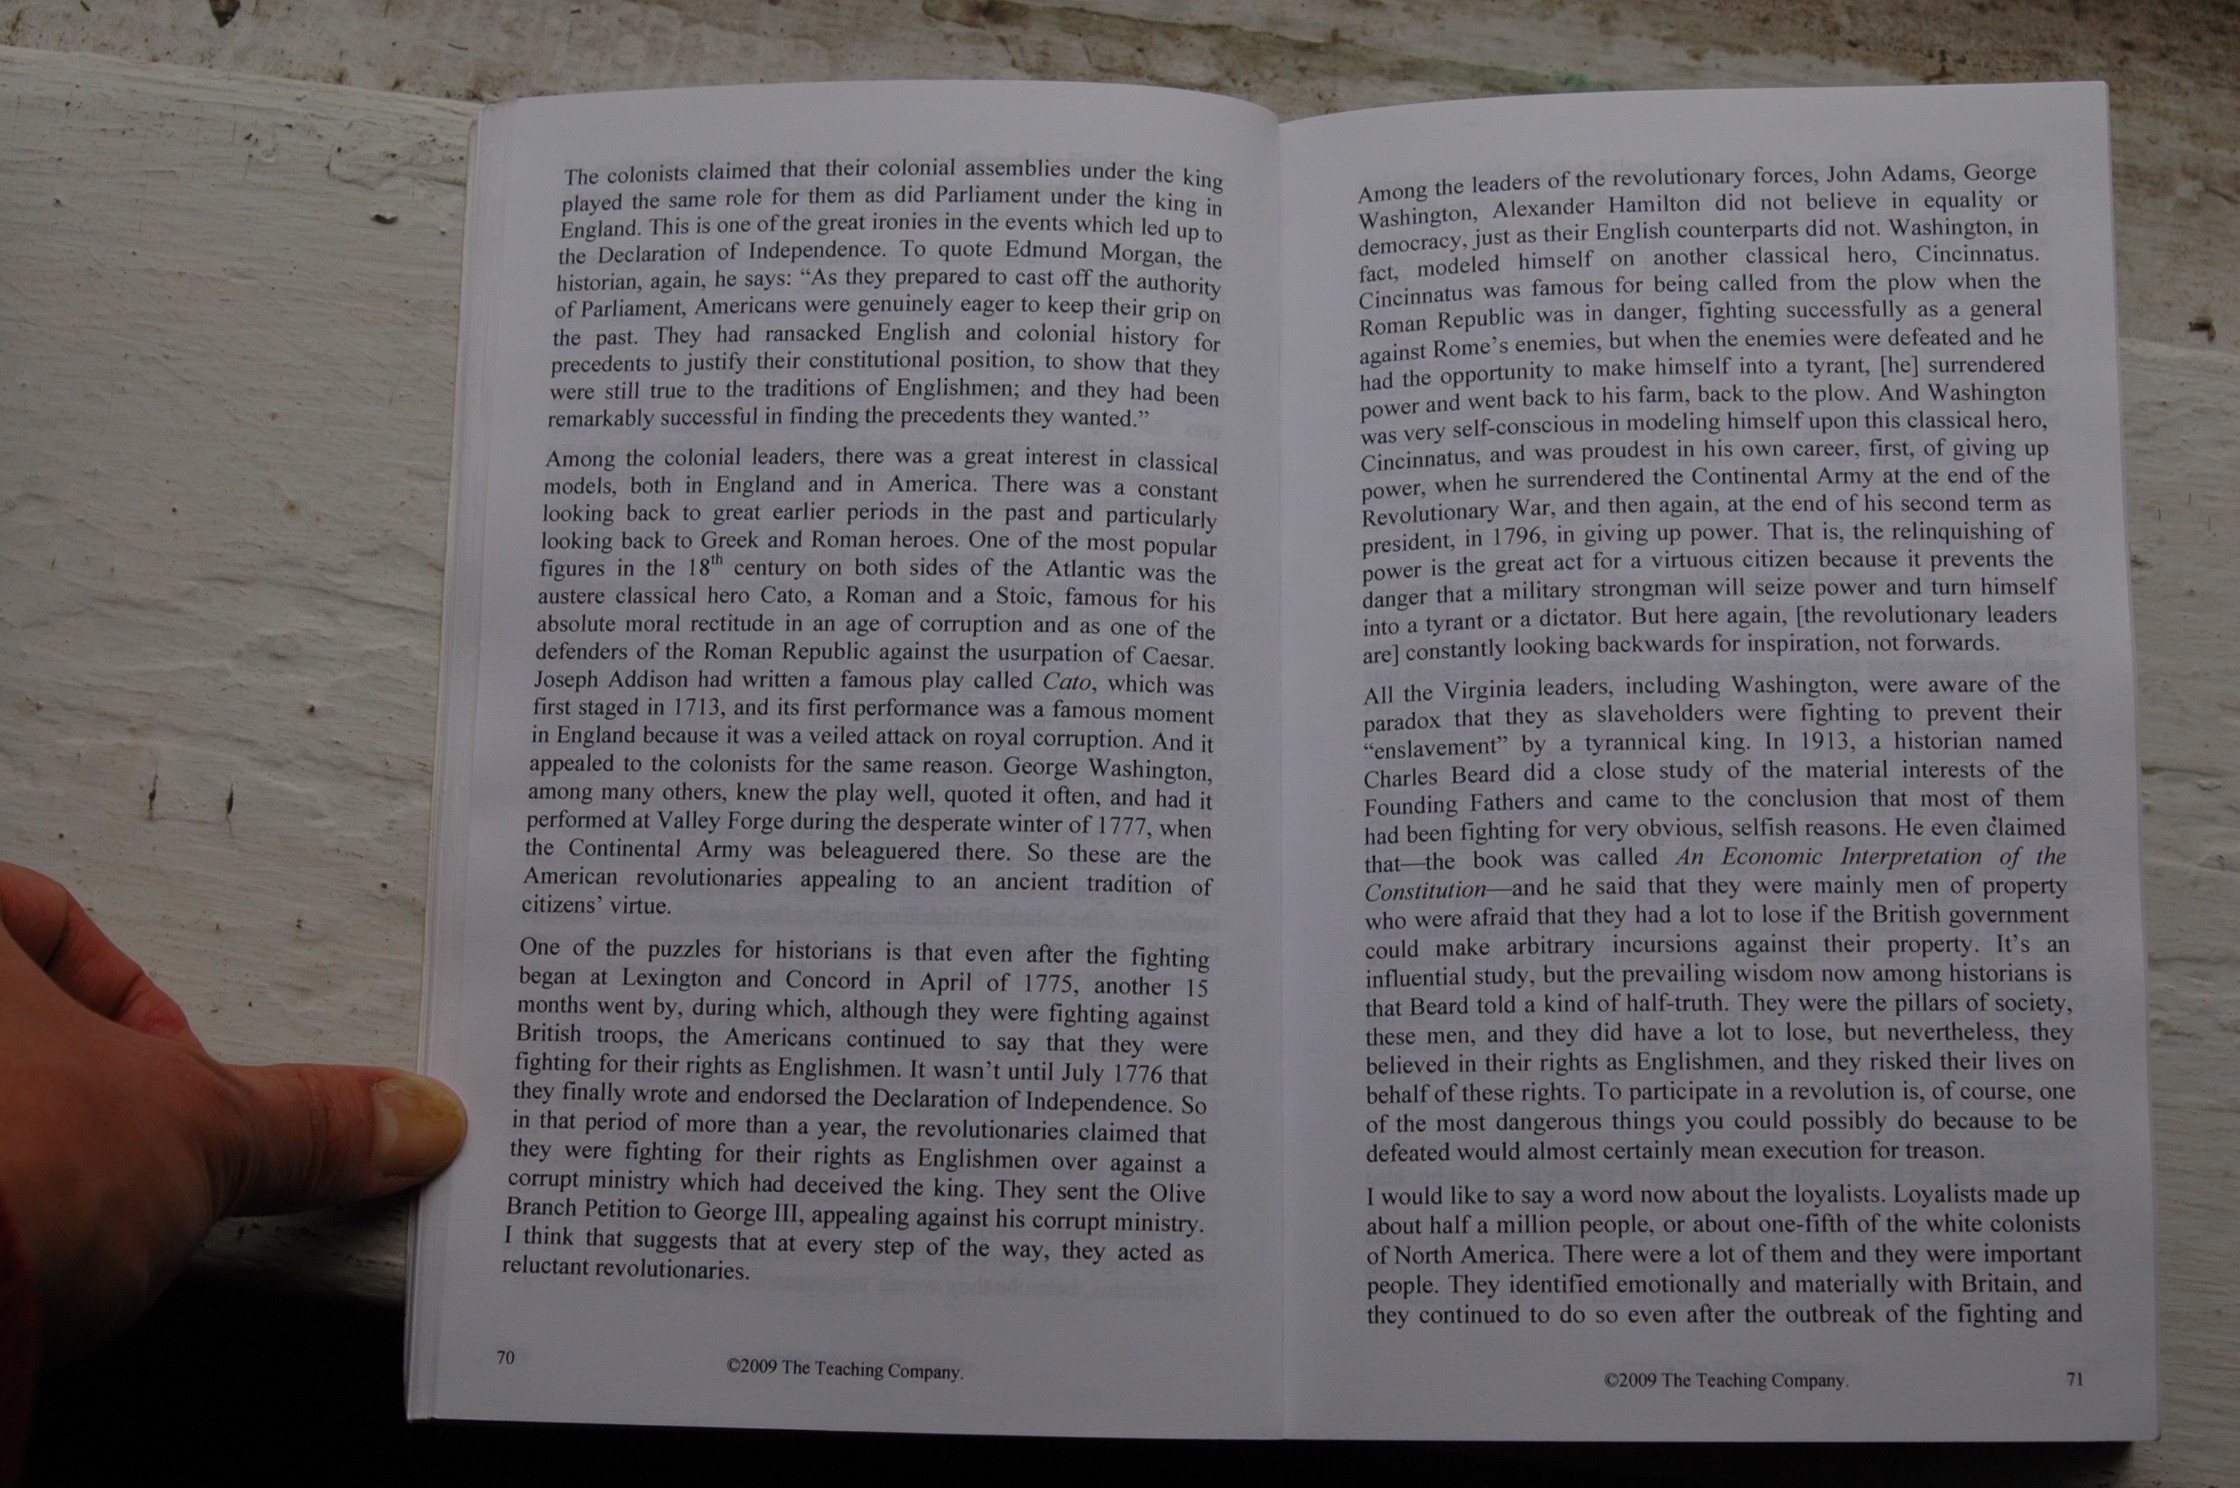 The colonists claimed that their colonial assemblies under the king
played the same role for them as did Parliament under the king in
England. This is one of the great ironies in the events which led up to
the Declaration of Independence. To quote Edmund Morgan, the
historian, again, he says: “As they prepared to cast off the authority
of Parliament, Americans were genuinely eager to keep their grip on
the past. They had ransacked English and colonial history for
precedents to justify their constitutional position, to show that they
were still true to the traditions of Englishmen; and they had been
remarkably successful in finding the precedents they wanted.”
Among the colonial leaders, there was a great interest in classical
models, both in England and in America. There was a constant
looking back to great earlier periods in the past and particularly
looking back to Greek and Roman heroes. One of the most popular
figures in the 18th century on both sides of the Atlantic was the
austere classical hero Cato, a Roman and a Stoic, famous for his
absolute moral rectitude in an age of corruption and as one of the
defenders of the Roman Republic against the usurpation of Caesar.
Joseph Addison had written a famous play called Cato, which was
first staged in 1713, and its first performance was a famous moment
in England because it was a veiled attack on royal corruption. And it
appealed to the colonists for the same reason. George Washington,
among many others, knew the play well, quoted it often, and had it
performed at Valley Forge during the desperate winter of 1777, when
the Continental Army was beleaguered there. So these are the
American revolutionaries appealing to an ancient tradition of
citizens’ virtue.
One of the puzzles for historians is that even after the fighting
began at Lexington and Concord in April of 1775, another 15
months went by, during which, although they were fighting against
British troops, the Americans continued to say that they were
fighting for their rights as Englishmen. It wasn’t until July 1776 that
they finally wrote and endorsed the Declaration of Independence. So
in that period of more than a year, the revolutionaries claimed that
they were fighting for their rights as Englishmen over against a
corrupt ministry which had deceived the king. They sent the Olive
Branch Petition to George III, appealing against his corrupt ministry.
I think that suggests that at every step of the way, they acted as
reluctant revolutionaries.
70
©2009 The Teaching Company.
Among the leaders of the revolutionary forces, John Adams, George
Washington, Alexander Hamilton did not believe in equality or
democracy, just as their English counterparts did not. Washington, in
fact, modeled himself on another classical hero, Cincinnatus.
Cincinnatus was famous for being called from the plow when the
Roman Republic was in danger, fighting successfully as a general
against Rome’s enemies, but when the enemies were defeated and he
had the opportunity to make himself into a tyrant, [he] surrendered
power and went back to his farm, back to the plow. And Washington
was very self-conscious in modeling himself upon this classical hero,
Cincinnatus, and was proudest in his own career, first, of giving up
power, when he surrendered the Continental Army at the end of the
Revolutionary War, and then again, at the end of his second term as
president, in 1796, in giving up power. That is, the relinquishing of
power is the great act for a virtuous citizen because it prevents the
danger that a military strongman will seize power and turn himself
into a tyrant or a dictator. But here again, [the revolutionary leaders
are] constantly looking backwards for inspiration, not forwards.
All the Virginia leaders, including Washington, were aware of the
paradox that they as slaveholders were fighting to prevent their
“enslavement” by a tyrannical king. In 1913, a historian named
Charles Beard did a close study of the material interests of the
Founding Fathers and came to the conclusion that most of them
had been fighting for very obvious, selfish reasons. He even claimed
that—the book was called An Economic Interpretation of the
Constitution—and he said that they were mainly men of property
who were afraid that they had a lot to lose if the British government
could make arbitrary incursions against their property. It’s an
influential study, but the prevailing wisdom now among historians is
that Beard told a kind of half-truth. They were the pillars of society,
these men, and they did have a lot to lose, but nevertheless, they
believed in their rights as Englishmen, and they risked their lives on
behalf of these rights. To participate in a revolution is, of course, one
of the most dangerous things you could possibly do because to be
defeated would almost certainly mean execution for treason.
I would like to say a word now about the loyalists. Loyalists made up
about half a million people, or about one-fifth of the white colonists
of North America. There were a lot of them and they were important
people. They identified emotionally and materially with Britain, and
they continued to do so even after the outbreak of the fighting and
©2009 The Teaching Company.
71